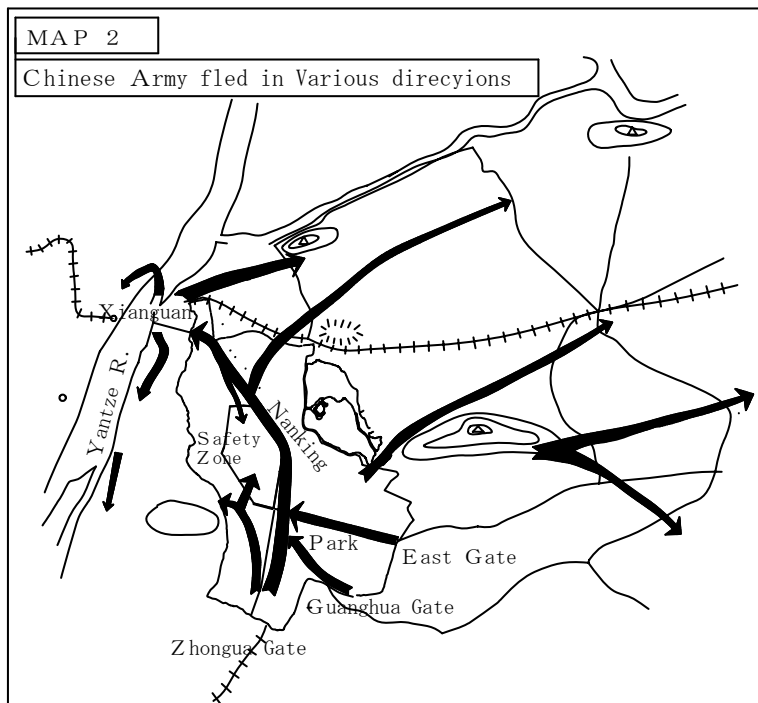 MAP 2
Chinese Army fled in Various direcyions
Xianguan
Yantze R.
Nanking
Safety
Zone
Park
East Gate
Guanghua Gate
Zhongua Gate